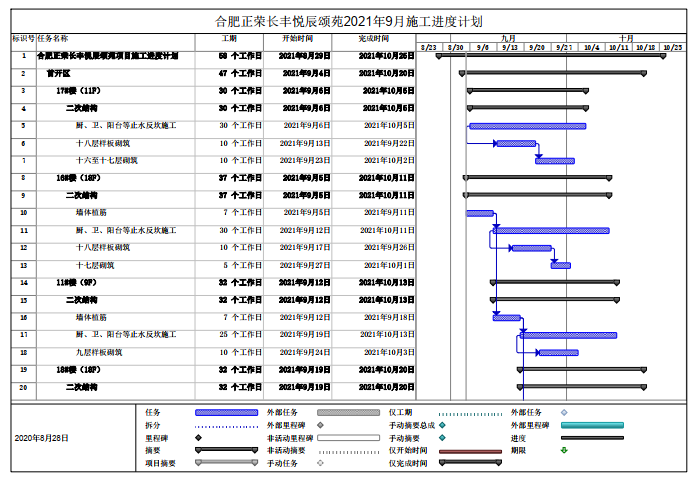 合肥正荣长丰悦辰颂苑2021年9月施工进度计划
标识号 任务名称 工期 开始时间 完成时间 九月 十月
8/23 8/30 9/6 9/13 9/20 9/27 10/4 10/11 10/18 10/25
1 合肥正荣长丰悦辰颂苑项目施工进度计划 58 个工作日 2021年8月29日 2021年10月25日
2 首开区 47 个工作日 2021年9月4日 2021年10月20日
3 17#楼（11F） 30 个工作日 2021年9月6日 2021年10月5日
4 二次结构 30 个工作日 2021年9月6日 2021年10月5日
5 厨、卫、阳台等止水反坎施工 30 个工作日 2021年9月6日 2021年10月5日
6 十八层样板砌筑 10 个工作日 2021年9月13日 2021年9月22日
7 十六至十七层砌筑 10 个工作日 2021年9月23日 2021年10月2日
8 16#楼（18F） 37 个工作日 2021年9月5日 2021年10月11日
9 二次结构 37 个工作日 2021年9月5日 2021年10月11日
10 墙体植筋 7 个工作日 2021年9月5日 2021年9月11日
11 厨、卫、阳台等止水反坎施工 30 个工作日 2021年9月12日 2021年10月11日
12 十八层样板砌筑 10 个工作日 2021年9月17日 2021年9月26日
13 十七层砌筑 5 个工作日 2021年9月27日 2021年10月1日
14 11#楼（9F） 32 个工作日 2021年9月12日 2021年10月13日
15 二次结构 32 个工作日 2021年9月12日 2021年10月13日
16 墙体植筋 7 个工作日 2021年9月12日 2021年9月18日
17 厨、卫、阳台等止水反坎施工 25 个工作日 2021年9月19日 2021年10月13日
18 九层样板砌筑 10 个工作日 2021年9月24日 2021年10月3日
19 18#楼（18F） 32 个工作日 2021年9月19日 2021年10月20日
20 二次结构 32 个工作日 2021年9月19日 2021年10月20日
2020年8月28日
任务 外部任务 仅工期 外部任务
拆分 外部里程碑 手动摘要总成 外部里程碑
里程碑 非活动里程碑 手动摘要 进度
摘要 非活动摘要 仅开始时间 期限
项目摘要 手动任务 仅完成时间